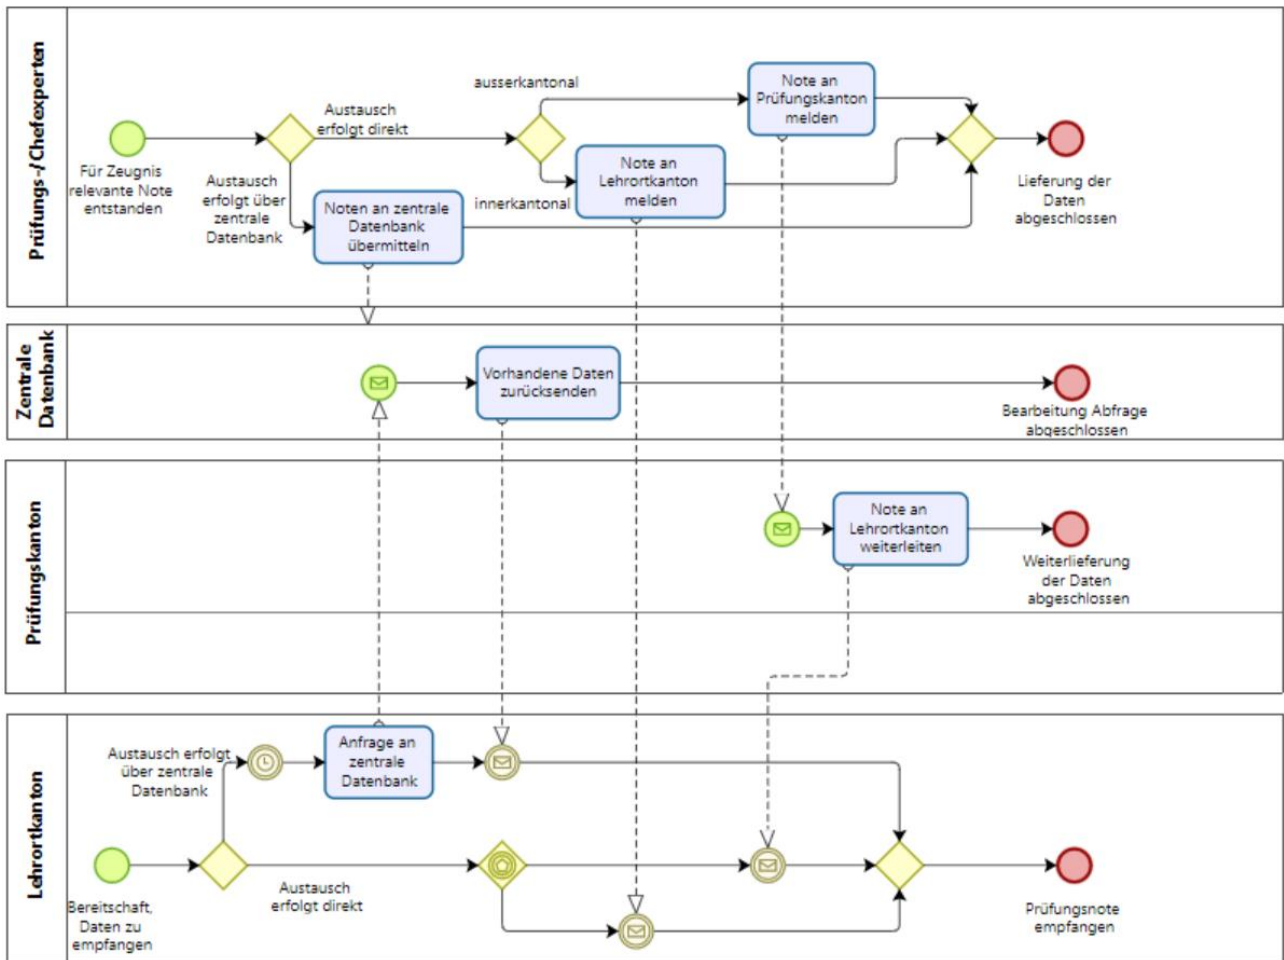 Prüfungs-/Chefexperten
ausserkantonal
Note an
Prüfungskanton
melden
Austausch
erfolgt direkt
Für Zeugnis
relevante Note
entstanden
Austausch
erfolgt über
zentrale
Datenbank
Note an
Lehrortkanton
melden
innerkantonal
Noten an zentrale
Datenbank
übermitteln
Lieferung der
Daten
abgeschlossen
Zentrale
Datenbank
Vorhandene Daten
zurücksenden
Bearbeitung Abfrage
abgeschlossen
Prüfungskanton
Note an
Lehrortkanton
weiterleiten
Weiterlieferung
der Daten
abgeschlossen
Lehrortkanton
Austausch erfolgt
über zentrale
Datenbank
Anfrage an
zentrale
Datenbank
Bereitschaft,
Daten zu
empfangen
Austausch
erfolgt direkt
Prüfungsnote
empfangen